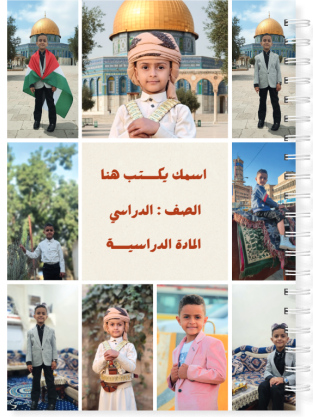 اسمك يكتب هنا
الصف : الدراسي
المادة الدراسية